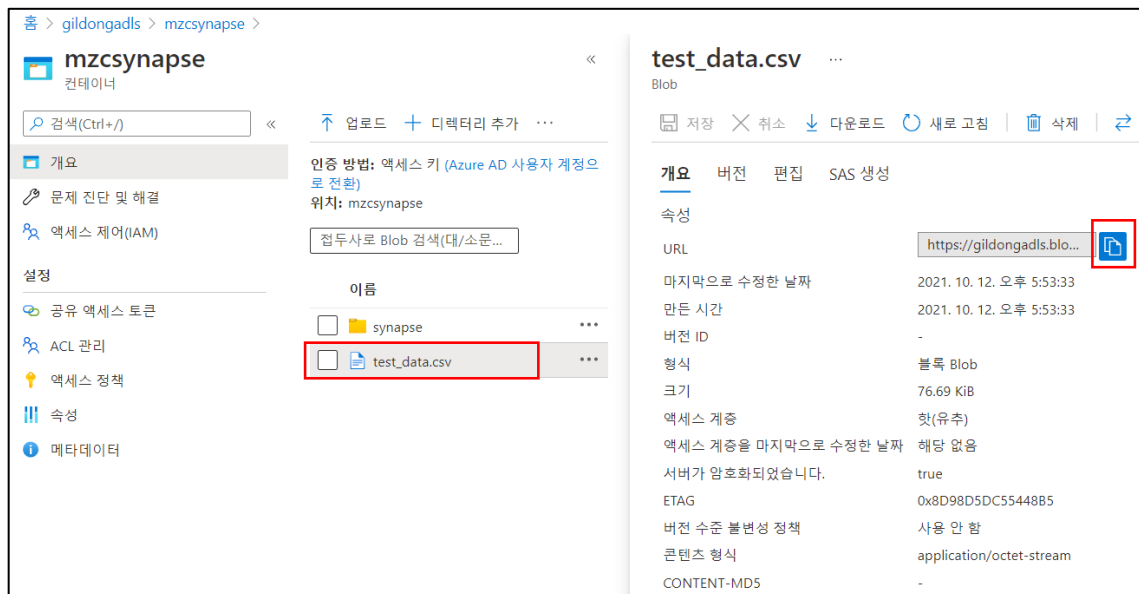 홈 > gildongadls > mzcsynapse >
mzcsynapse
컨테이너
«
검색(Ctrl+/)
«
개요
문제 진단 및 해결
액세스 제어(IAM)
설정
공유 액세스 토큰
ACL 관리
액세스 정책
속성
메타데이터
업로드 디렉터리 추가 ···
인증 방법: 액세스 키 (Azure AD 사용자 계정으
로 전환)
위치: mzcsynapse
접두사로 Blob 검색(대/소문...
이름
synapse ···
test_data.csv ···
test_data.csv ···
Blob
저장 취소 다운로드 새로 고침 삭제
개요 버전 편집 SAS 생성
속성
URL https://gildongadls.blo...
마지막으로 수정한 날짜 2021. 10. 12. 오후 5:53:33
만든 시간 2021. 10. 12. 오후 5:53:33
버전 ID -
형식 블록 Blob
크기 76.69 KiB
액세스 계층 핫(유추)
액세스 계층을 마지막으로 수정한 날짜 해당 없음
서버가 암호화되었습니다. true
ETAG 0x8D98D5DC55448B5
버전 수준 불변성 정책 사용 안 함
콘텐츠 형식 application/octet-stream
CONTENT-MD5 -